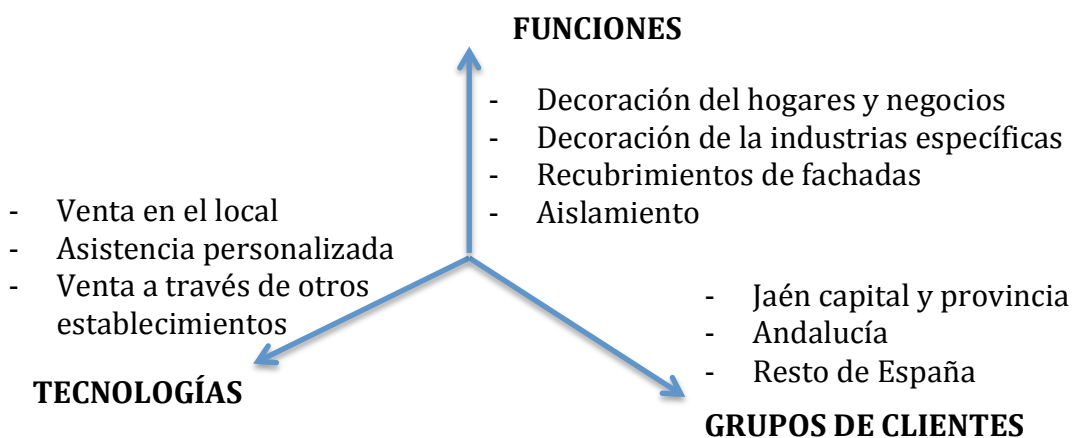 FUNCIONES
- Decoración del hogares y negocios
- Decoración de la industrias específicas
- Recubrimientos de fachadas
- Aislamiento
- Venta en el local
- Asistencia personalizada
- Venta a través de otros
establecimientos
TECNOLOGÍAS
- Jaén capital y provincia
- Andalucía
- Resto de España
GRUPOS DE CLIENTES